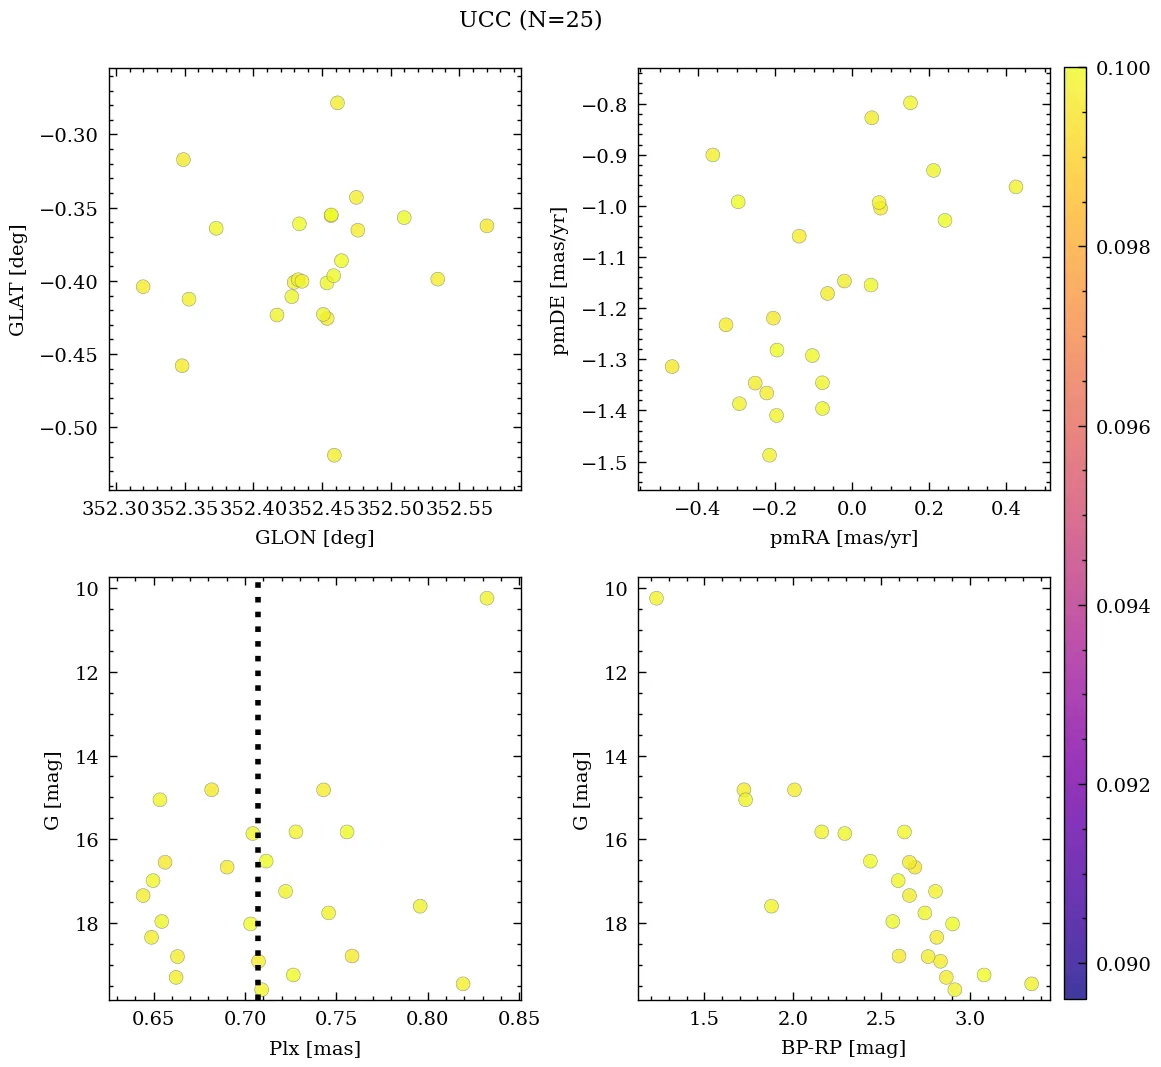 UCC (N=25)
−0.30
−0.35
−0.40
−0.45
−0.50
GLAT [deg]
352.30 352.35 352.40 352.45 352.50 352.55
GLON [deg]
−0.8
−0.9
−1.0
−1.1
−1.2
−1.3
−1.4
−1.5
pmDE [mas/yr]
−0.4 −0.2 0.0 0.2 0.4
pmRA [mas/yr]
10
12
14
16
18
G [mag]
0.65 0.70 0.75 0.80 0.85
Plx [mas]
10
12
14
16
18
G [mag]
1.5 2.0 2.5 3.0
BP-RP [mag]
0.100
0.098
0.096
0.094
0.092
0.090